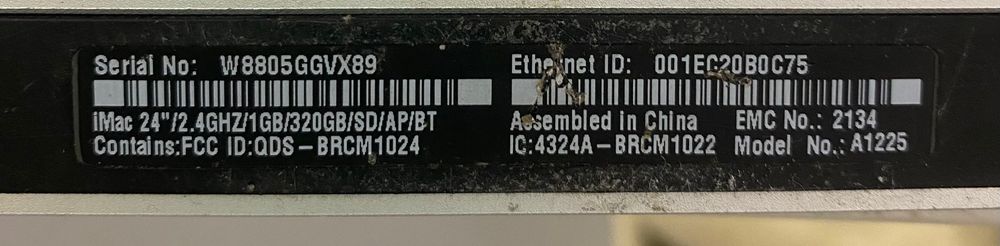 Serial No: W8805GGVX89
iMac 24"/2.4GHZ/1GB/320GB/SD/AP/BT
Contains:FCC ID:QDS-BRCM1024
Ethernet ID: 001EC20B0C75
Assembled in China EMC No.: 2134
IC:4324A-BRCM1022 Model No.: A1225